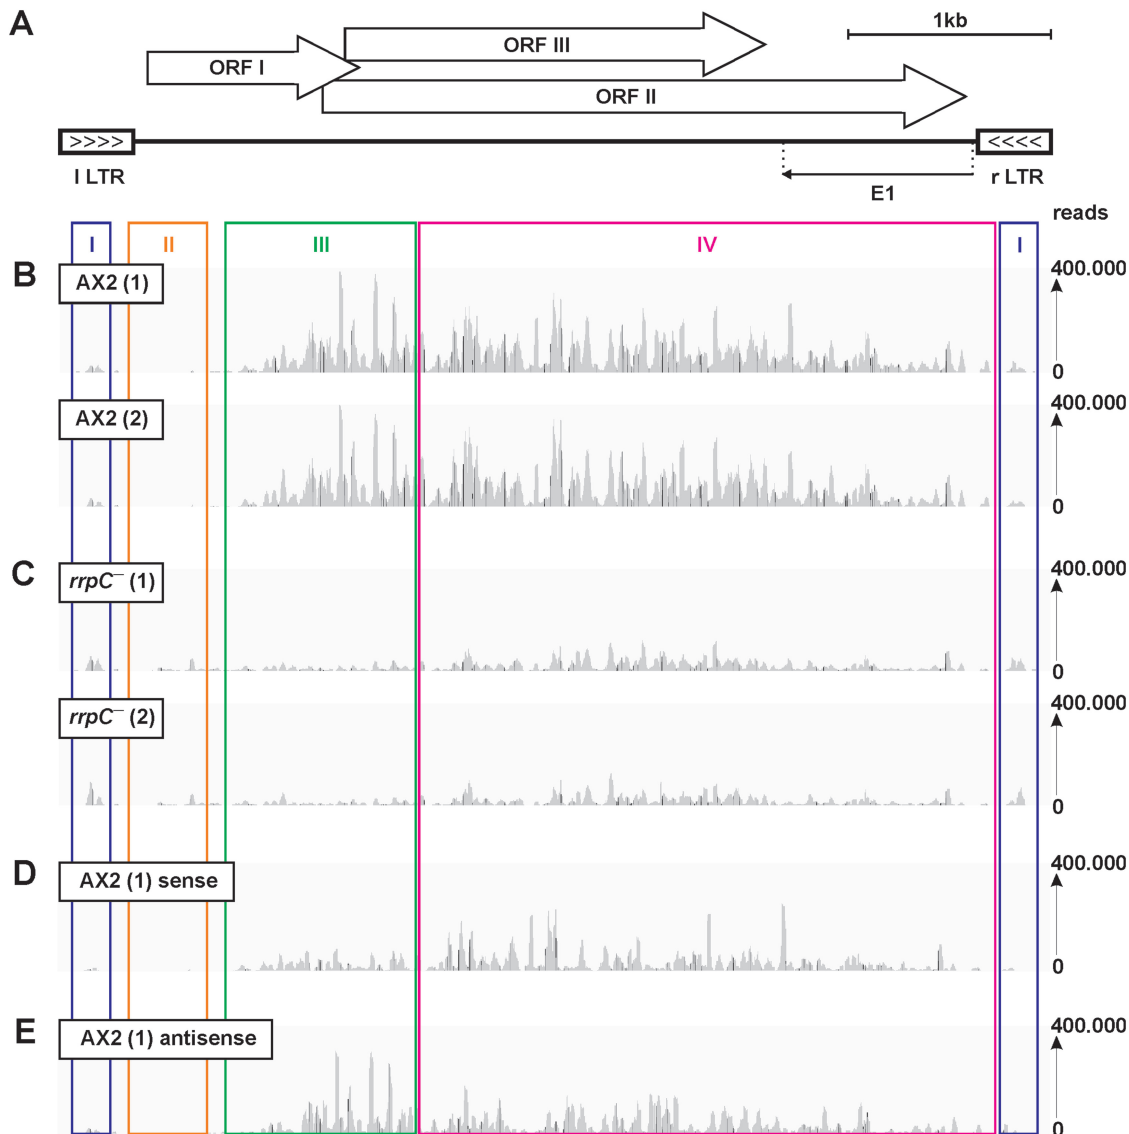 A
1kb
ORF III
ORF I
ORF II
>>>>
<<<<
l LTR
r LTR
E1
reads
I
II
III
IV
I
B
AX2 (1)
400.000
0
AX2 (2)
400.000
0
C
rrpC⁻ (1)
400.000
0
rrpC⁻ (2)
400.000
0
D
AX2 (1) sense
400.000
0
E
AX2 (1) antisense
400.000
0